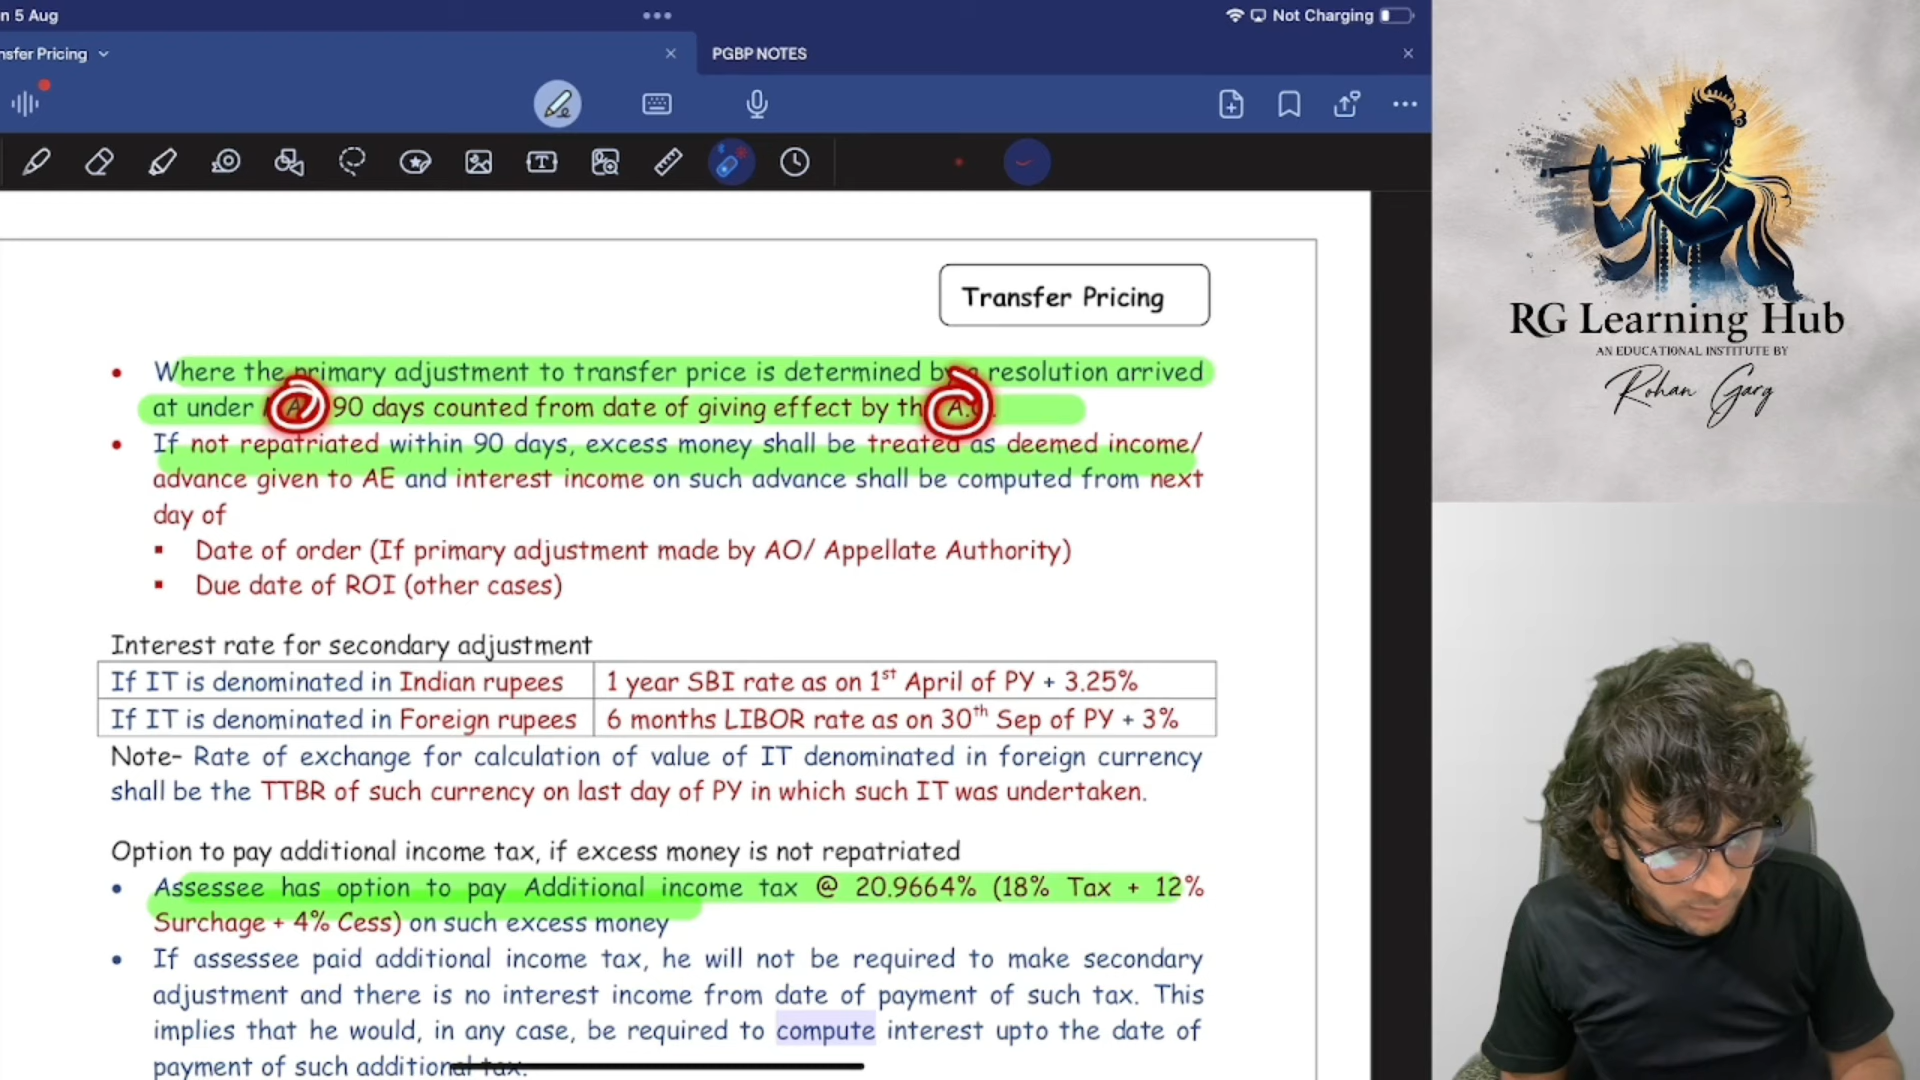 n 5 Aug
Not Charging
nsfer Pricing
PGBP NOTES
Transfer Pricing
• Where the primary adjustment to transfer price is determined by a resolution arrived
at under 90 days counted from date of giving effect by the A.O.
• If not repatriated within 90 days, excess money shall be treated as deemed income/
advance given to AE and interest income on such advance shall be computed from next
day of
▪ Date of order (If primary adjustment made by AO/ Appellate Authority)
▪ Due date of ROI (other cases)
Interest rate for secondary adjustment
If IT is denominated in Indian rupees 1 year SBI rate as on 1st April of PY + 3.25%
If IT is denominated in Foreign rupees 6 months LIBOR rate as on 30th Sep of PY + 3%
Note- Rate of exchange for calculation of value of IT denominated in foreign currency
shall be the TTBR of such currency on last day of PY in which such IT was undertaken.
Option to pay additional income tax, if excess money is not repatriated
• Assessee has option to pay Additional income tax @ 20.9664% (18% Tax + 12%
Surchage + 4% Cess) on such excess money
• If assessee paid additional income tax, he will not be required to make secondary
adjustment and there is no interest income from date of payment of such tax. This
implies that he would, in any case, be required to compute interest upto the date of
payment of such additional tax.
RG Learning Hub
AN EDUCATIONAL INSTITUTE BY
Rohan Garg